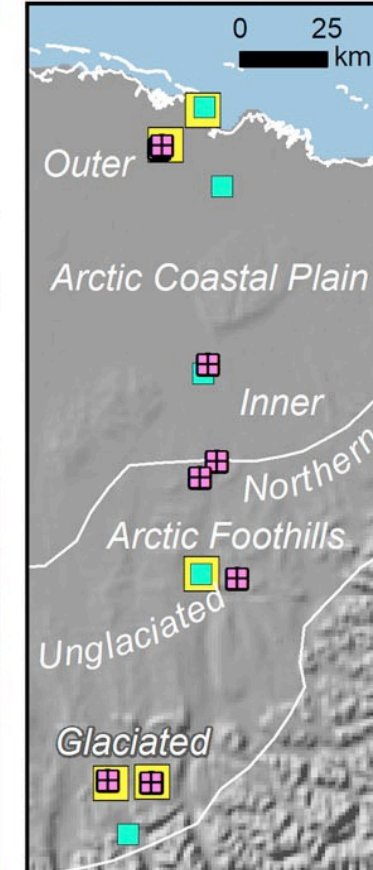 0 25
km
Outer
Arctic Coastal Plain
Inner
Northern
Arctic Foothills
Unglaciated
Glaciated